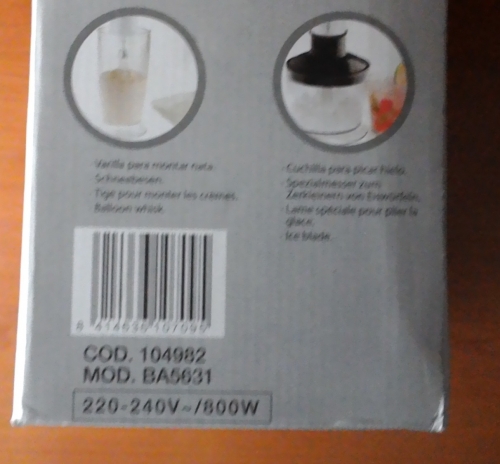 Varilla para montar nata.
Schneebesen.
Tige pour monter les crèmes.
Balloon whisk.
Cuchilla para picar hielo.
Spezialmesser zum
Zerkleinern von Eiswürfeln.
Lame spéciale pour piler la
glace.
Ice blade.
COD. 104982
MOD. BA5631
220-240V~/800W